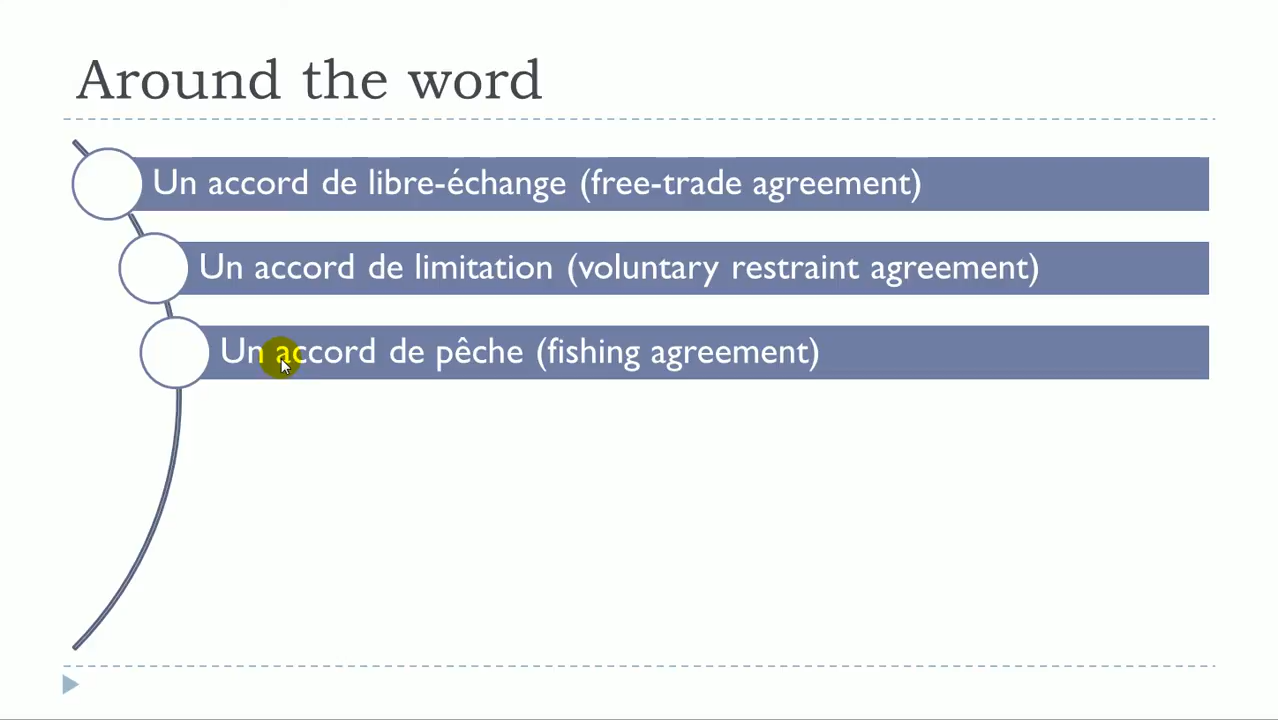 Around the word
Un accord de libre-échange (free-trade agreement)
Un accord de limitation (voluntary restraint agreement)
Un accord de pêche (fishing agreement)